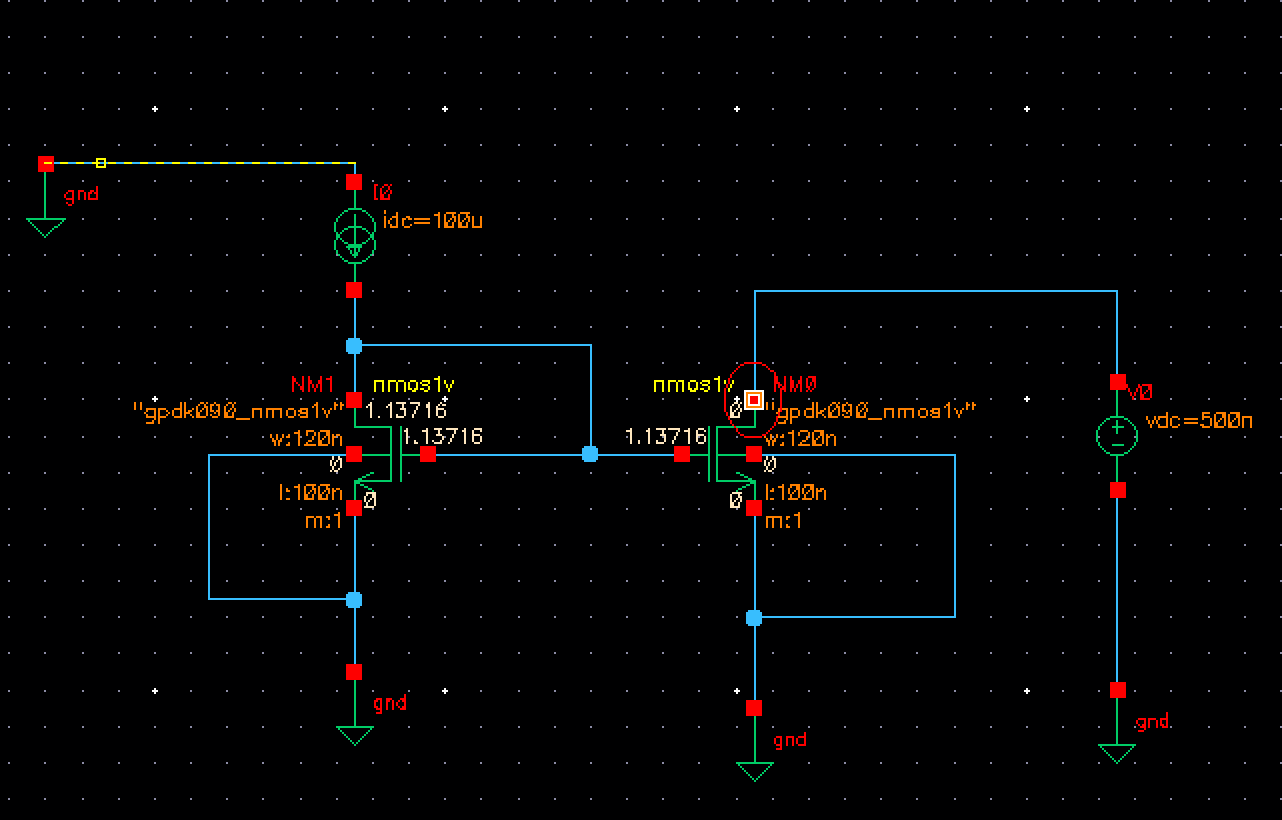 gnd
I0
idc=100u
NM1
nmos1v
"gpdk090_nmos1v"
1.13716
w:120n
1.13716
0
l:100n
0
m:1
nmos1v
NM0
0
"gpdk090_nmos1v"
1.13716
w:120n
0
l:100n
0
m:1
V0
vdc=500n
gnd
gnd
gnd